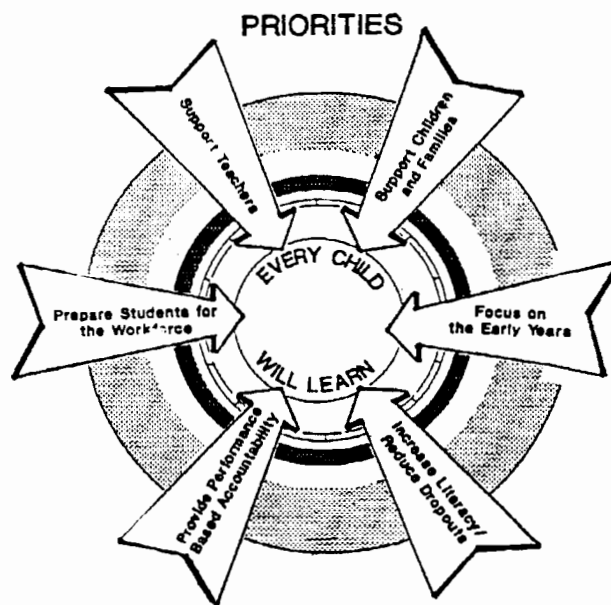 PRIORITIES
Support Teachers
Support Children
and Families
EVERY CHILD
WILL LEARN
Prepare Students for
the Workforce
Focus on
the Early Years
Provide Performance
Based Accountability
Increase Literacy/
Reduce Dropouts